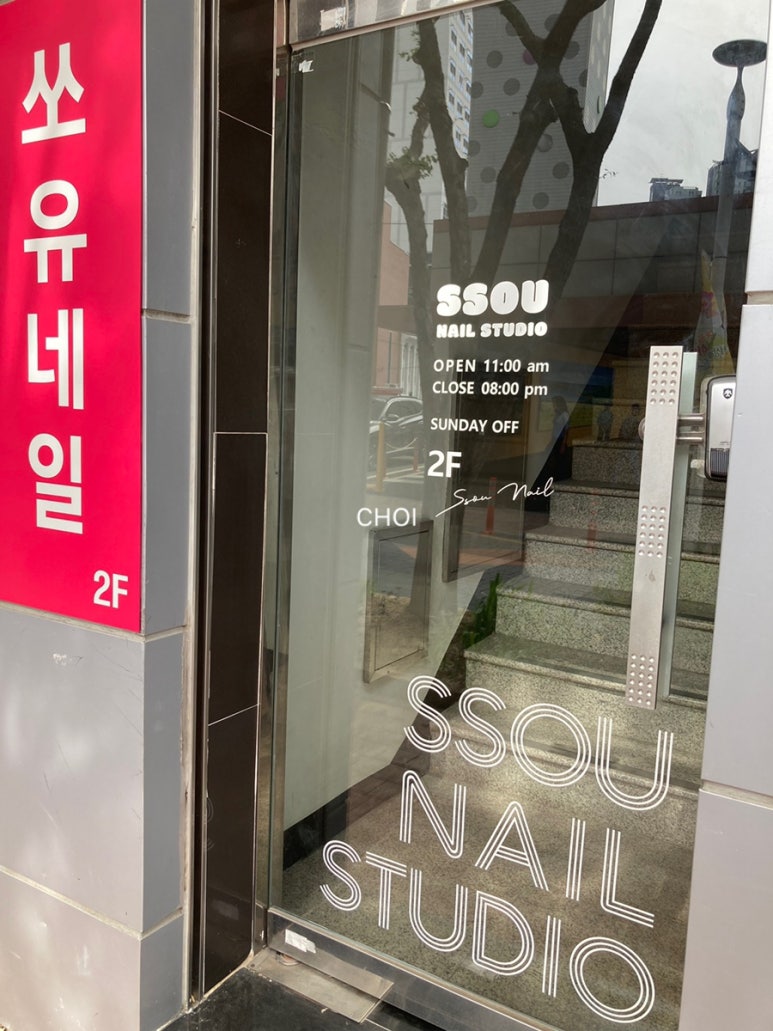 쏘유네일
2F
SSOU
NAIL STUDIO
OPEN 11:00 am
CLOSE 08:00 pm
SUNDAY OFF
2F
Ssou Nail
CHOI
SSOU
NAIL
STUDIO